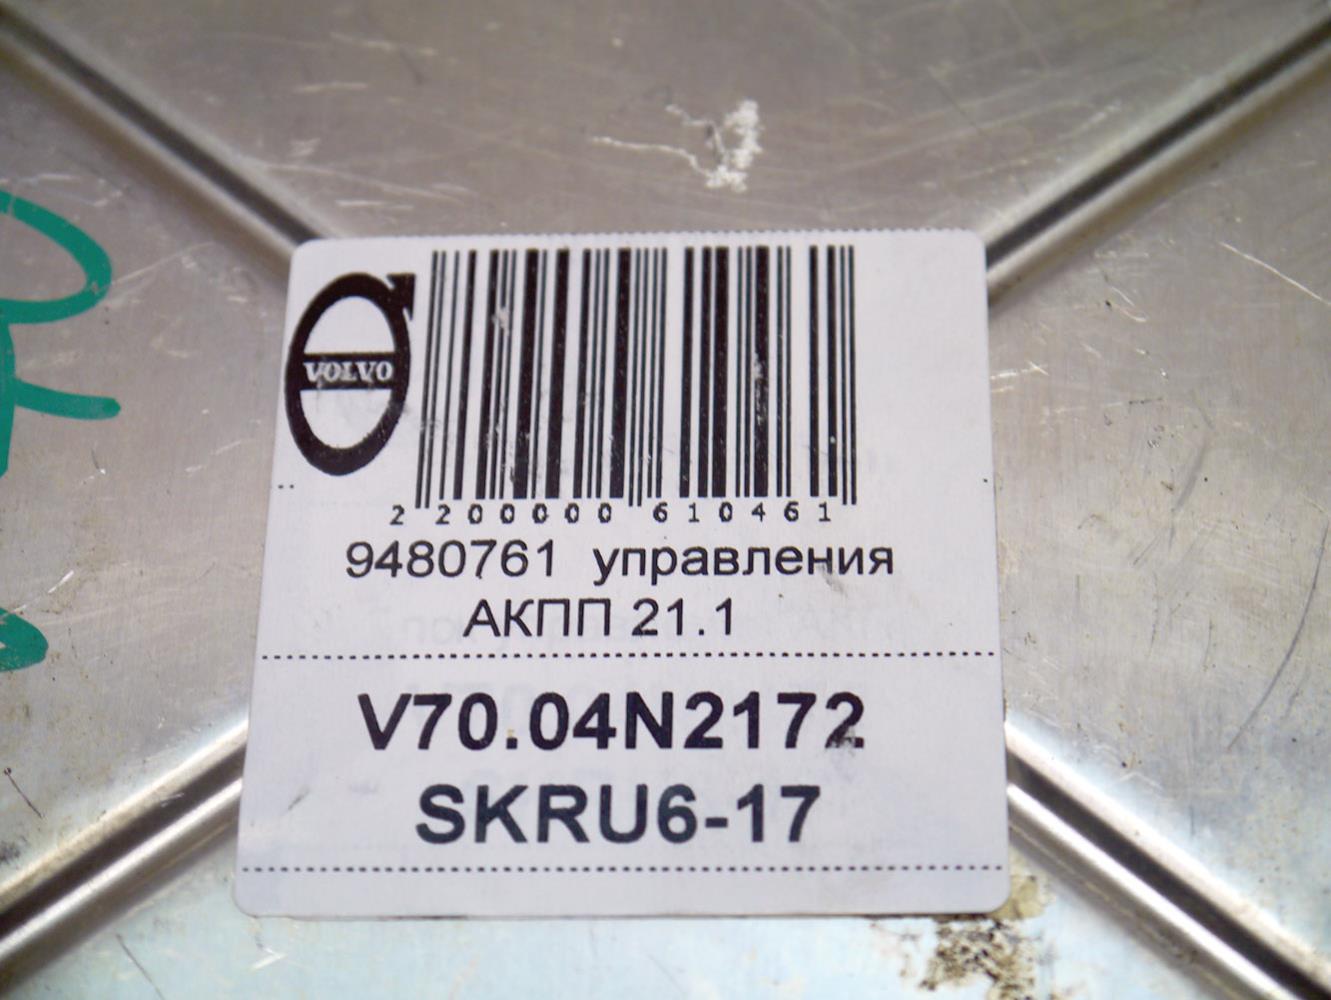 VOLVO
2 200000 610461
9480761 управления
АКПП 21.1
V70.04N2172
SKRU6-17